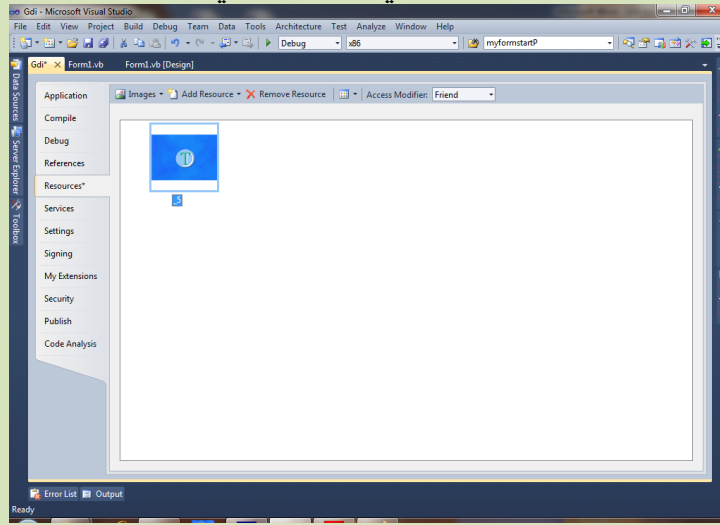 Gdi - Microsoft Visual Studio
File Edit View Project Build Debug Team Data Tools Architecture Test Analyze Window Help
Debug x86 myformstartP
Gdi* Form1.vb Form1.vb [Design]
Data Sources
Server Explorer
Toolbox
Images Add Resource Remove Resource Access Modifier: Friend
Application
Compile
Debug
References
Resources*
Services
Settings
Signing
My Extensions
Security
Publish
Code Analysis
T
_5
Error List Output
Ready